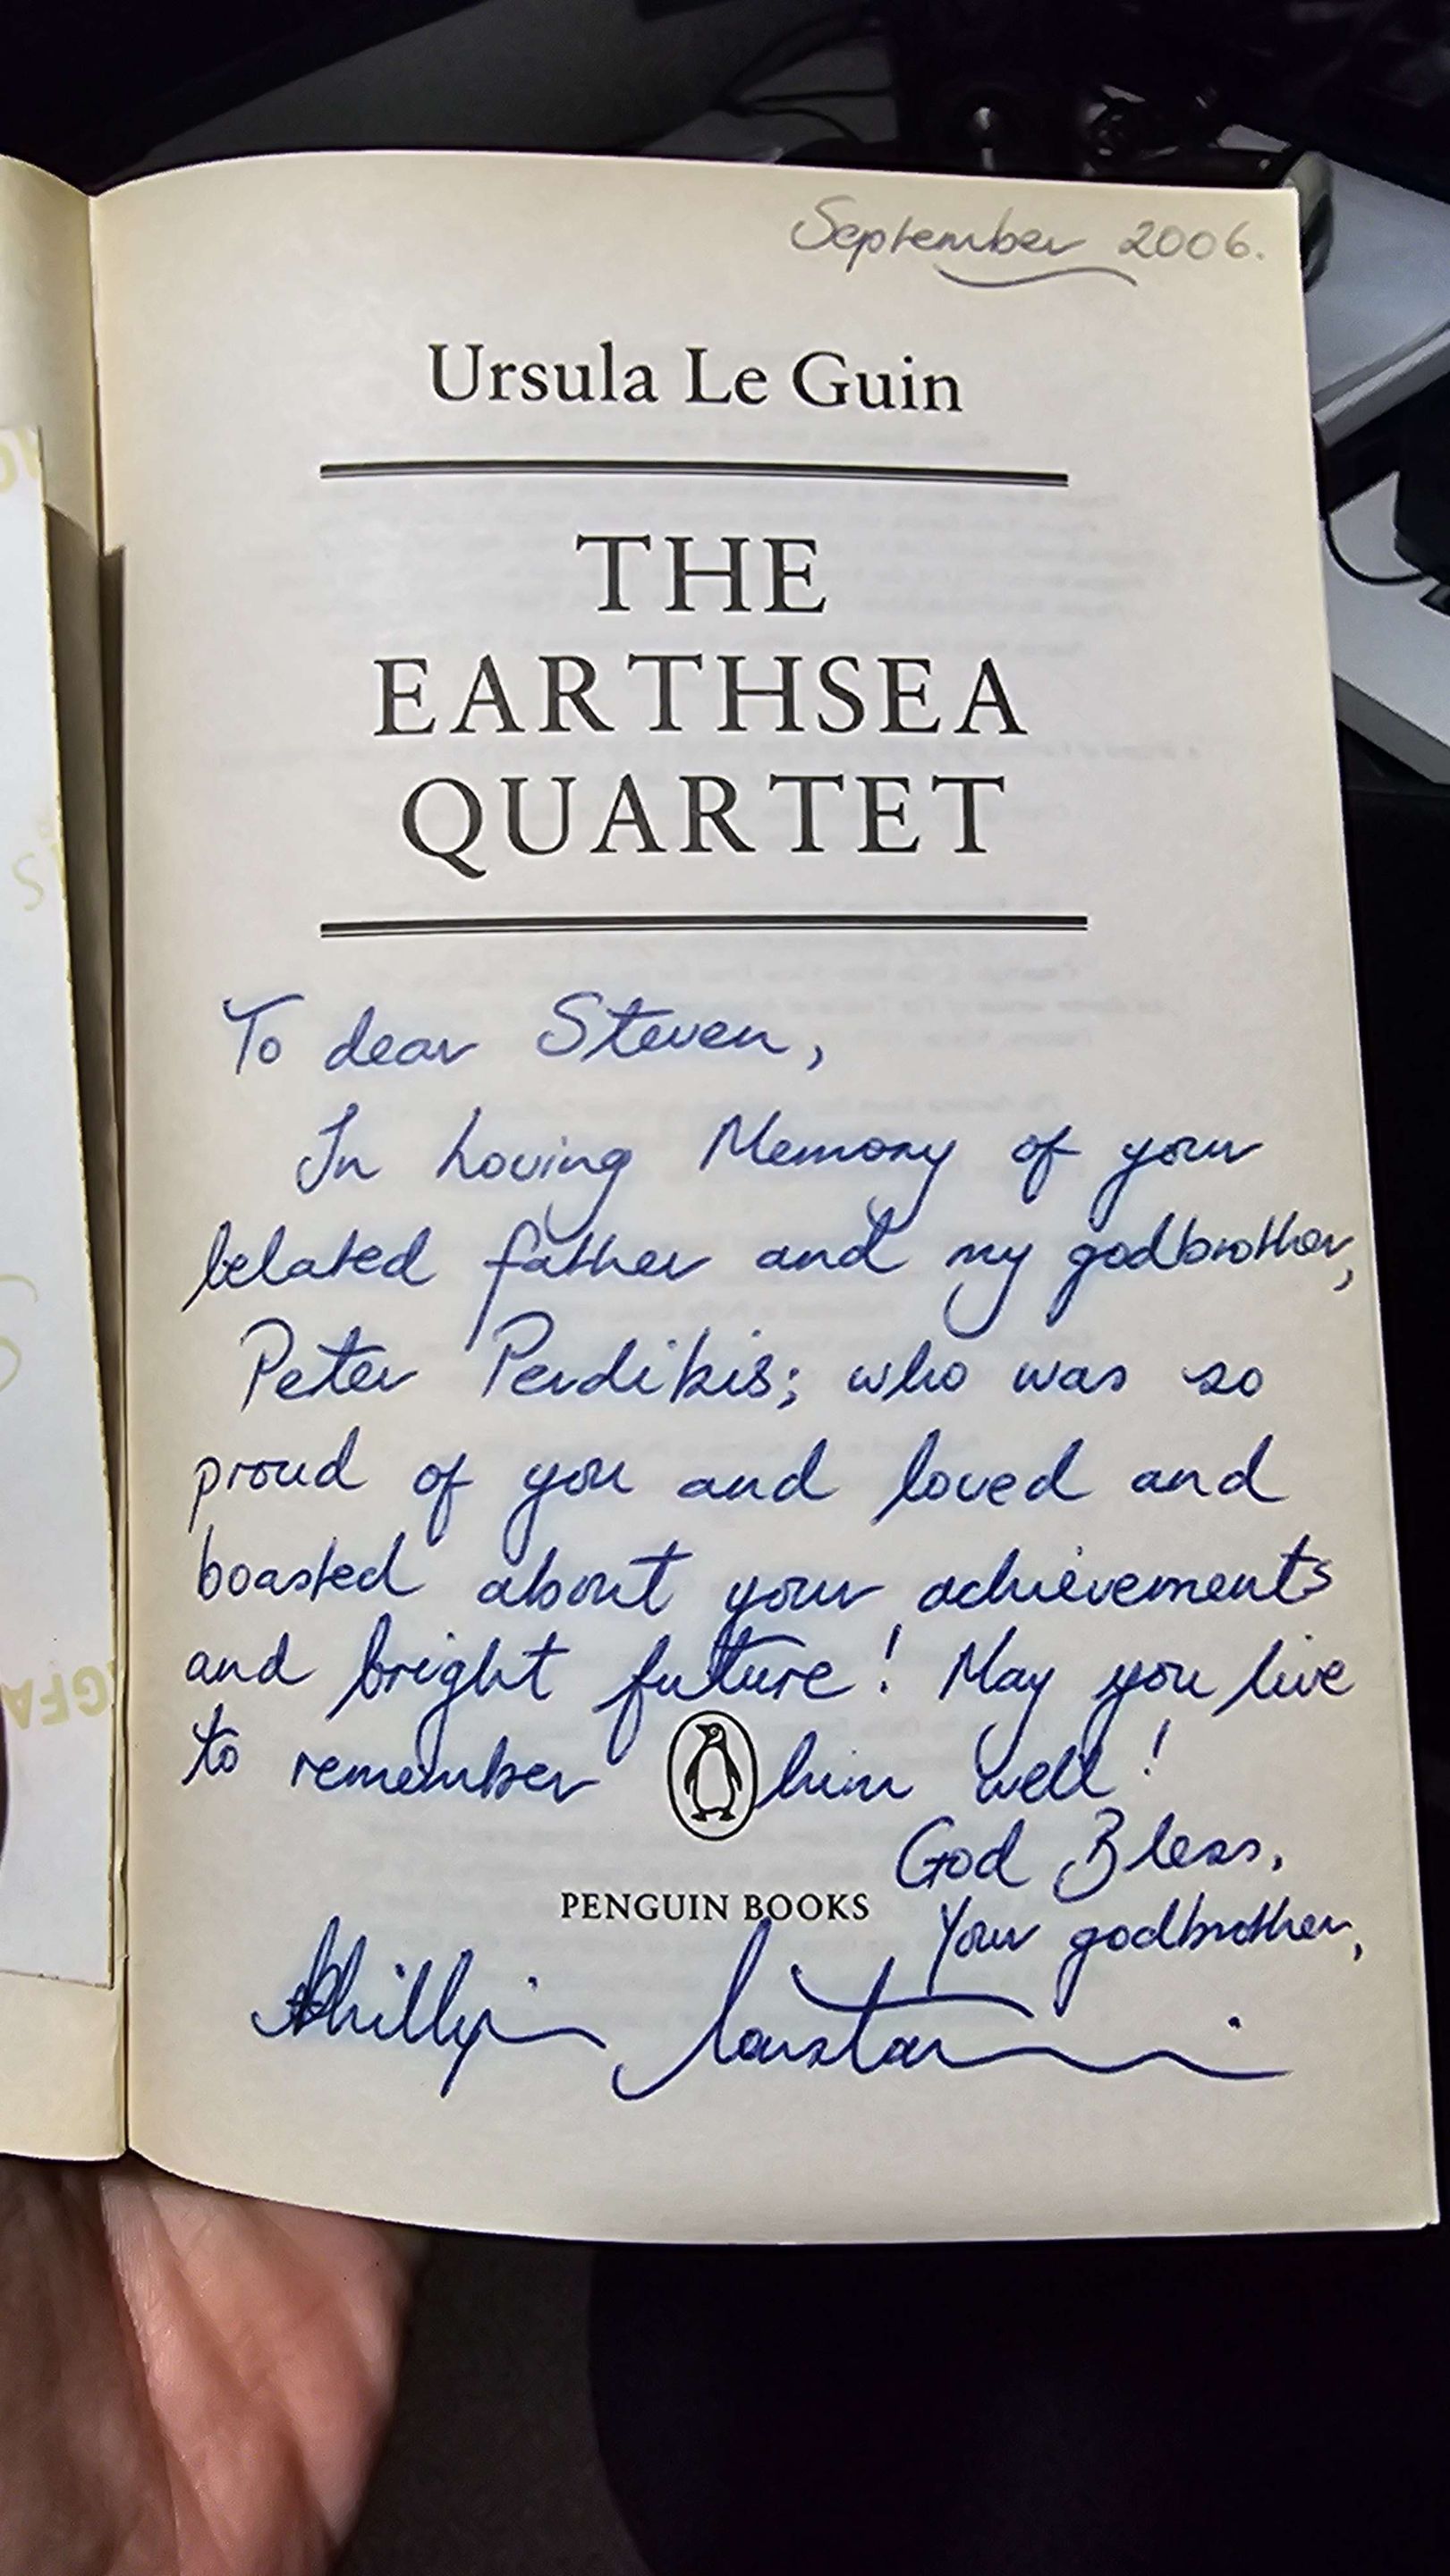 September 2006.
Ursula Le Guin
THE
EARTHSEA
QUARTET
To dear Steven,
In Loving Memory of your
belated father and my godbrother,
Peter Perdikis; who was so
proud of you and loved and
boasted about your achievements
and bright future! May you live
to remember him well!
God Bless,
PENGUIN BOOKS
Your godbrother,
Phillip